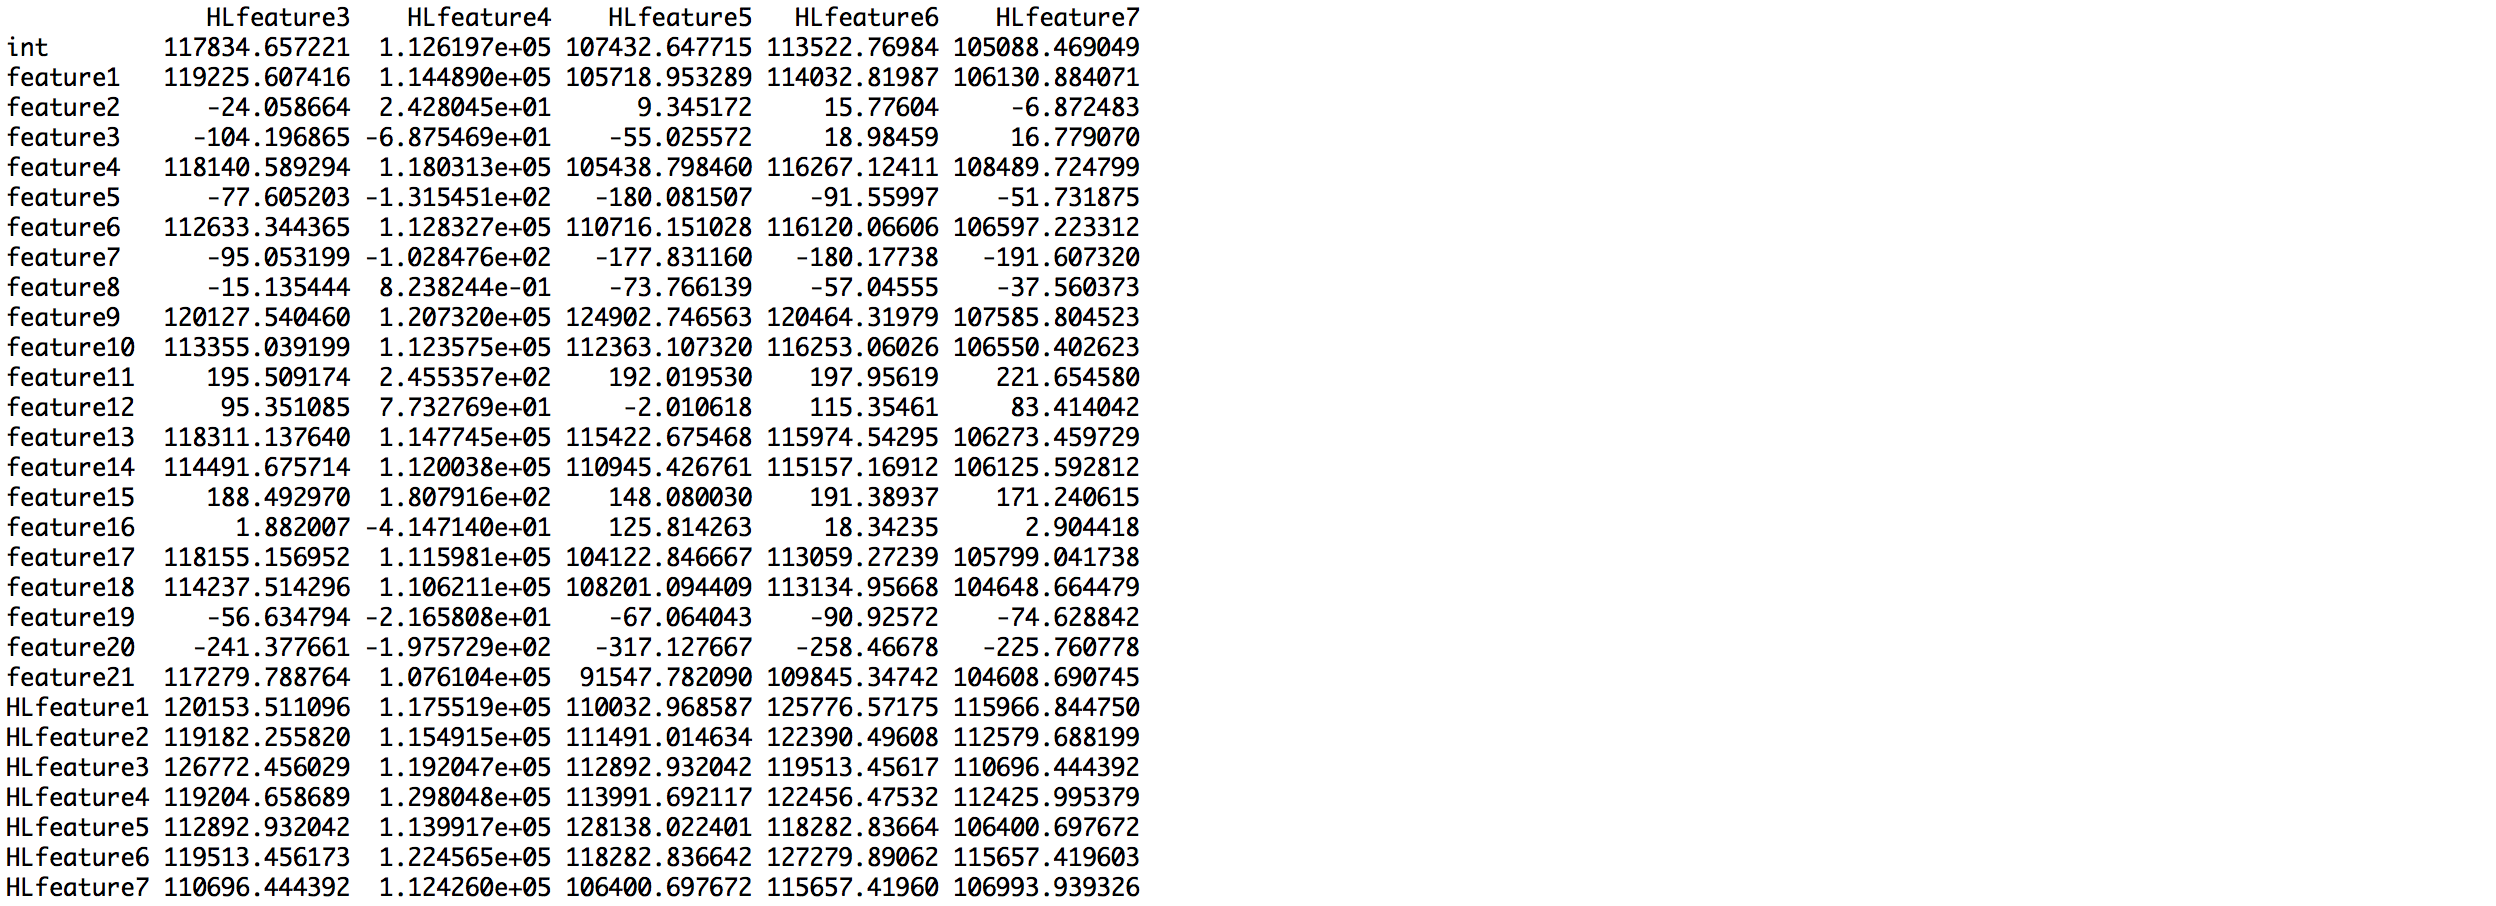 HLfeature3 HLfeature4 HLfeature5 HLfeature6 HLfeature7
int 117834.657221 1.126197e+05 107432.647715 113522.76984 105088.469049
feature1 119225.607416 1.144890e+05 105718.953289 114032.81987 106130.884071
feature2 -24.058664 2.428045e+01 9.345172 15.77604 -6.872483
feature3 -104.196865 -6.875469e+01 -55.025572 18.98459 16.779070
feature4 118140.589294 1.180313e+05 105438.798460 116267.12411 108489.724799
feature5 -77.605203 -1.315451e+02 -180.081507 -91.55997 -51.731875
feature6 112633.344365 1.128327e+05 110716.151028 116120.06606 106597.223312
feature7 -95.053199 -1.028476e+02 -177.831160 -180.17738 -191.607320
feature8 -15.135444 8.238244e-01 -73.766139 -57.04555 -37.560373
feature9 120127.540460 1.207320e+05 124902.746563 120464.31979 107585.804523
feature10 113355.039199 1.123575e+05 112363.107320 116253.06026 106550.402623
feature11 195.509174 2.455357e+02 192.019530 197.95619 221.654580
feature12 95.351085 7.732769e+01 -2.010618 115.35461 83.414042
feature13 118311.137640 1.147745e+05 115422.675468 115974.54295 106273.459729
feature14 114491.675714 1.120038e+05 110945.426761 115157.16912 106125.592812
feature15 188.492970 1.807916e+02 148.080030 191.38937 171.240615
feature16 1.882007 -4.147140e+01 125.814263 18.34235 2.904418
feature17 118155.156952 1.115981e+05 104122.846667 113059.27239 105799.041738
feature18 114237.514296 1.106211e+05 108201.094409 113134.95668 104648.664479
feature19 -56.634794 -2.165808e+01 -67.064043 -90.92572 -74.628842
feature20 -241.377661 -1.975729e+02 -317.127667 -258.46678 -225.760778
feature21 117279.788764 1.076104e+05 91547.782090 109845.34742 104608.690745
HLfeature1 120153.511096 1.175519e+05 110032.968587 125776.57175 115966.844750
HLfeature2 119182.255820 1.154915e+05 111491.014634 122390.49608 112579.688199
HLfeature3 126772.456029 1.192047e+05 112892.932042 119513.45617 110696.444392
HLfeature4 119204.658689 1.298048e+05 113991.692117 122456.47532 112425.995379
HLfeature5 112892.932042 1.139917e+05 128138.022401 118282.83664 106400.697672
HLfeature6 119513.456173 1.224565e+05 118282.836642 127279.89062 115657.419603
HLfeature7 110696.444392 1.124260e+05 106400.697672 115657.41960 106993.939326